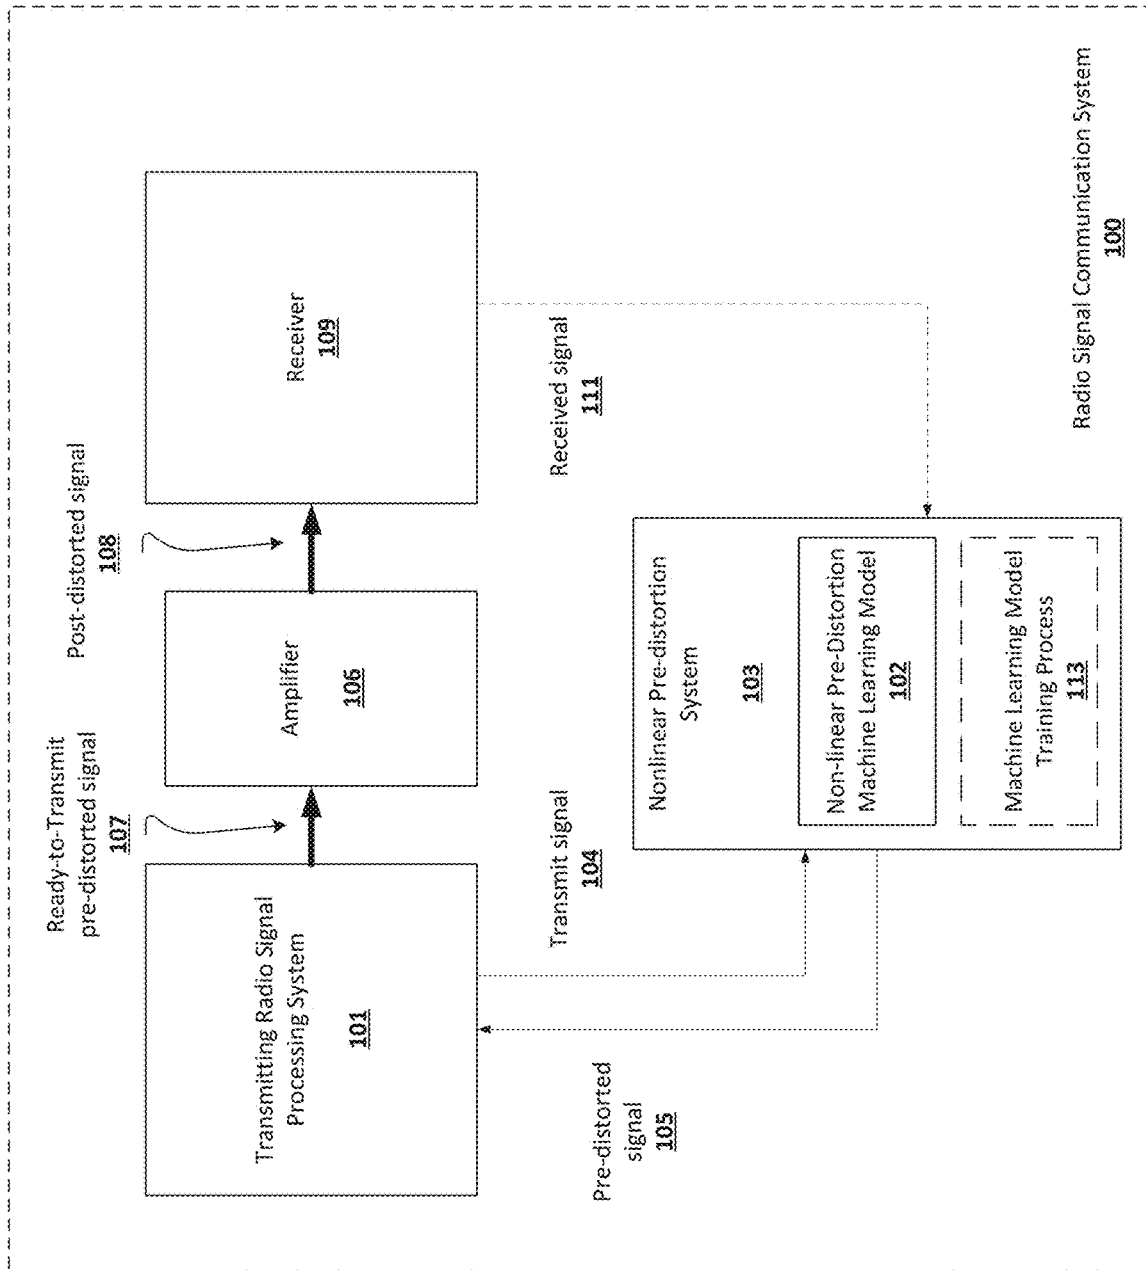 Ready-to-Transmit
pre-distorted signal
107
Post-distorted signal
108
Transmitting Radio Signal
Processing System
101
Amplifier
106
Receiver
109
Pre-distorted
signal
105
Transmit signal
104
Received signal
111
Nonlinear Pre-distortion
System
103
Non-linear Pre-Distortion
Machine Learning Model
102
Machine Learning Model
Training Process
113
Radio Signal Communication System
100